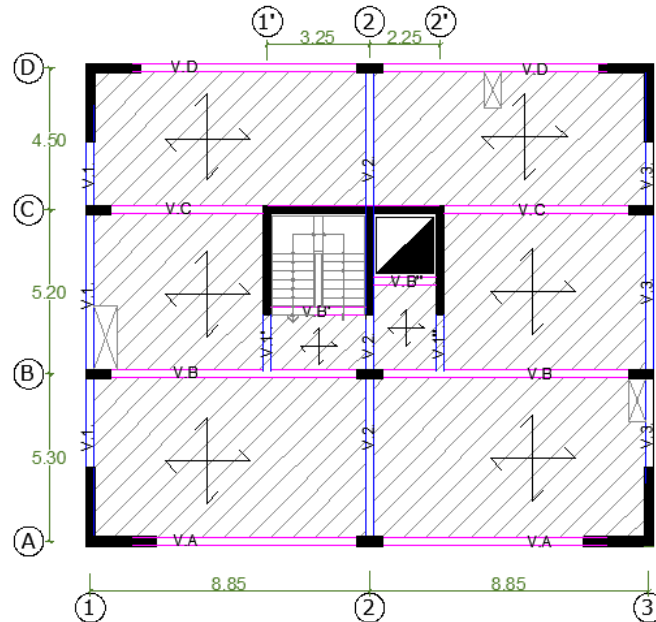 1' 2 2'
3.25 2.25
D V.D V.D
4.50
V.1 V.2 V.3
C V.C V.C
5.20
V.1 V.B'' V.3
V.B'
V.1' V.2 V.1''
B V.B V.B
5.30
V.1 V.2 V.3
A V.A V.A
8.85 8.85
1 2 3